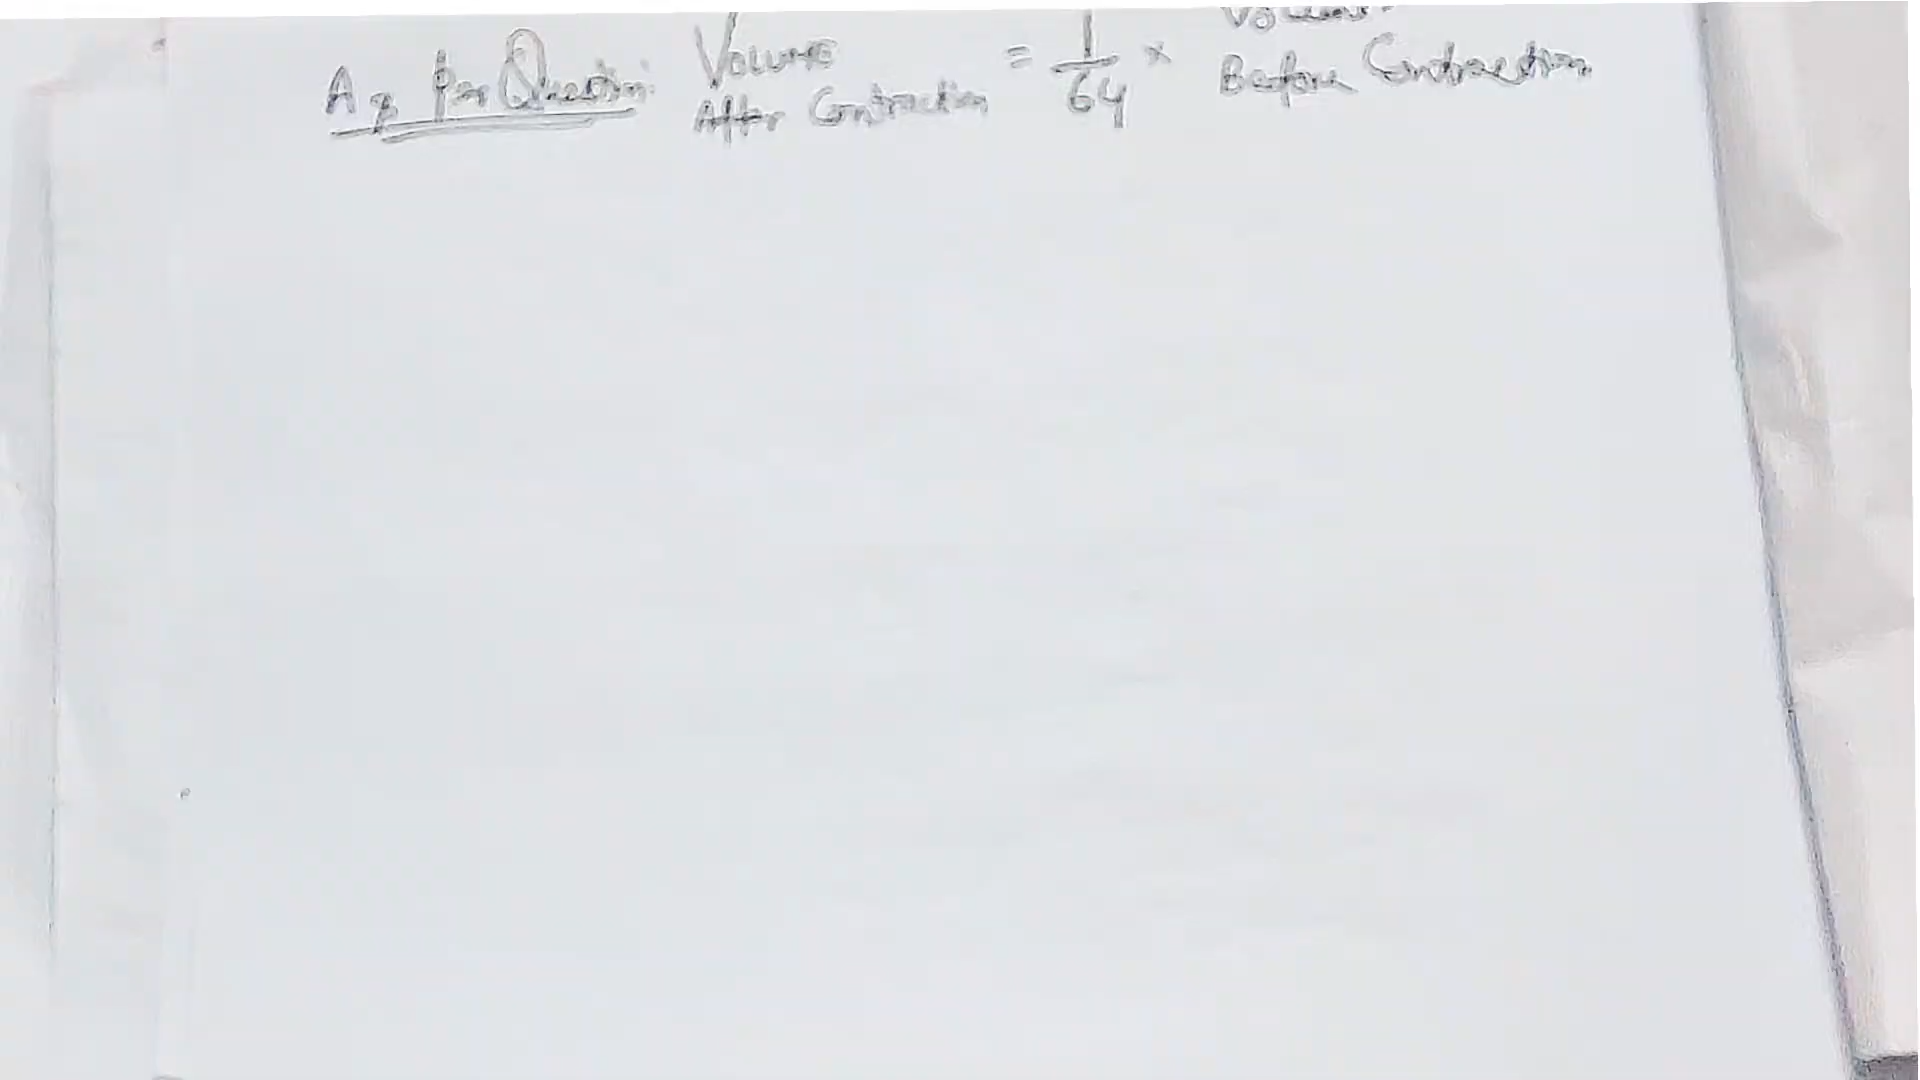 As per Question: Volume After Contraction = 1/64 × Volume Before Contraction